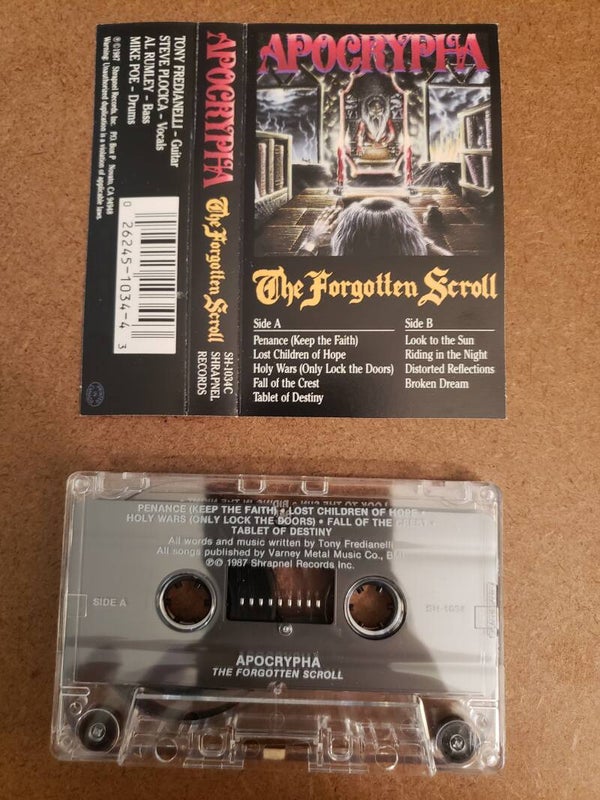 APOCRYPHA
The Forgotten Scroll
Side A
Penance (Keep the Faith)
Lost Children of Hope
Holy Wars (Only Lock the Doors)
Fall of the Crest
Tablet of Destiny
Side B
Look to the Sun
Riding in the Night
Distorted Reflections
Broken Dream
APOCRYPHA The Forgotten Scroll
SH-1034C
SHRAPNEL
RECORDS
TONY FREDIANELLI – Guitar
STEVE PLOCICA – Vocals
AL RUMLEY – Bass
MIKE POE – Drums
℗©1987 Shrapnel Records, Inc. P.O. Box P Novato, CA 94948
Warning: Unauthorized duplication is a violation of applicable laws.
0 26245-1034-4 3
PENANCE (KEEP THE FAITH) • LOST CHILDREN OF HOPE •
HOLY WARS (ONLY LOCK THE DOORS) • FALL OF THE CREST •
TABLET OF DESTINY
All words and music written by Tony Fredianelli
All songs published by Varney Metal Music Co., BMI
℗© 1987 Shrapnel Records Inc.
SIDE A
SH-1034
APOCRYPHA
THE FORGOTTEN SCROLL